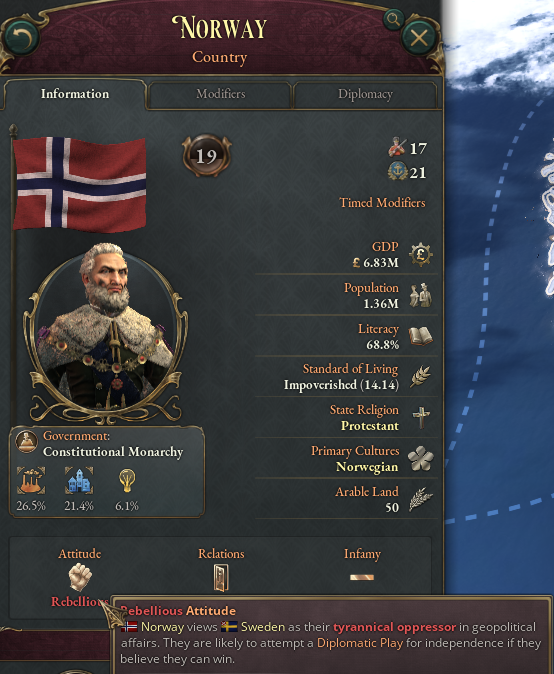 Norway
Country
Information
Modifiers
Diplomacy
19
17
21
Timed Modifiers
GDP
£ 6.83M
Population
1.36M
Literacy
68.8%
Standard of Living
Impoverished (14.14)
State Religion
Protestant
Primary Cultures
Norwegian
Arable Land
50
Government:
Constitutional Monarchy
26.5% 21.4% 6.1%
Attitude
Relations
Infamy
Rebellious
Rebellious Attitude
Norway views Sweden as their tyrannical oppressor in geopolitical
affairs. They are likely to attempt a Diplomatic Play for independence if they
believe they can win.